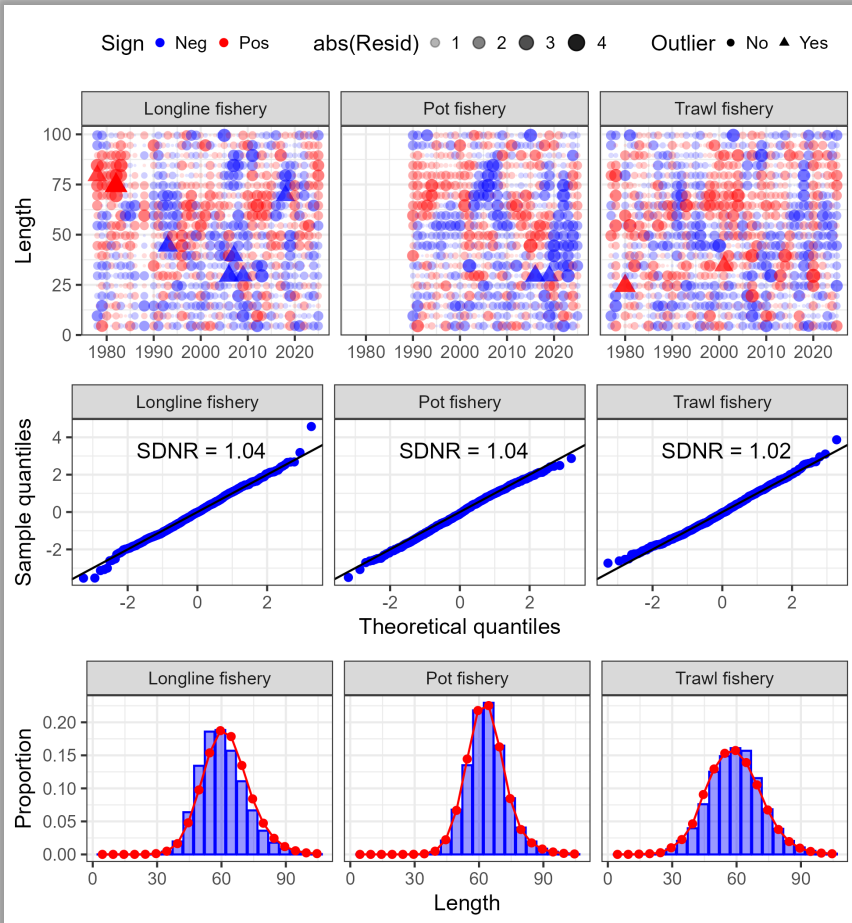 Sign Neg Pos abs(Resid) 1 2 3 4 Outlier No Yes
Longline fishery Pot fishery Trawl fishery
Length
100
75
50
25
0
1980 1990 2000 2010 2020 1980 1990 2000 2010 2020 1980 1990 2000 2010 2020
Longline fishery Pot fishery Trawl fishery
Sample quantiles
4
2
0
-2
SDNR = 1.04 SDNR = 1.04 SDNR = 1.02
-2 0 2 -2 0 2 -2 0 2
Theoretical quantiles
Longline fishery Pot fishery Trawl fishery
Proportion
0.20
0.15
0.10
0.05
0.00
0 30 60 90 0 30 60 90 0 30 60 90
Length